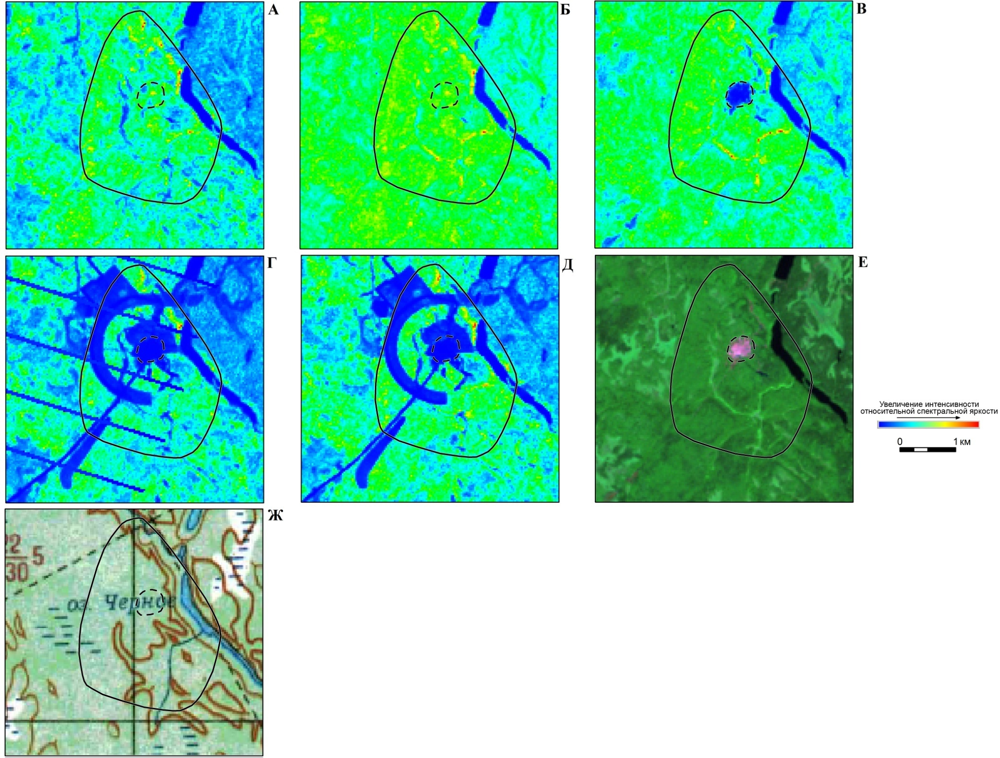 А
Б
В
Г
Д
Е
Увеличение интенсивности
относительной спектральной яркости
0 1 км
Ж
22
30 5
оз. Черное